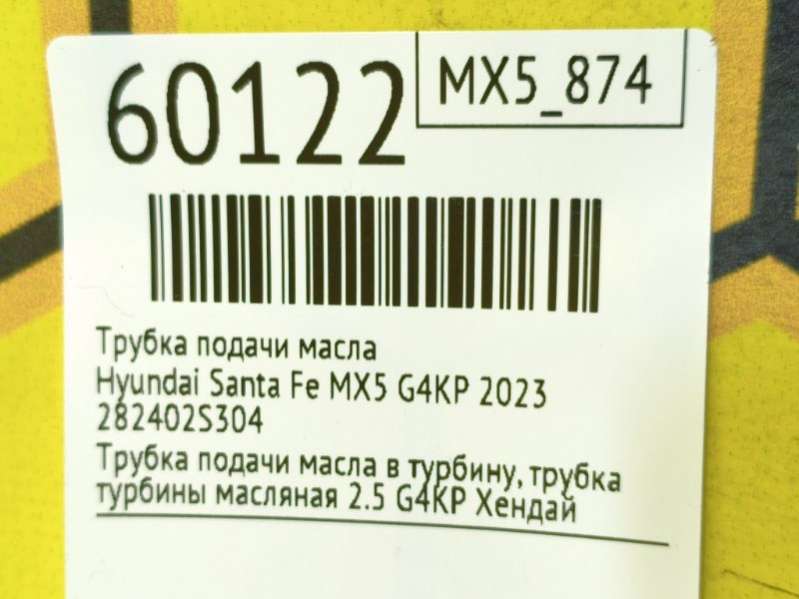 60122
MX5_874
Трубка подачи масла
Hyundai Santa Fe MX5 G4KP 2023
282402S304
Трубка подачи масла в турбину, трубка
турбины масляная 2.5 G4KP Хендай